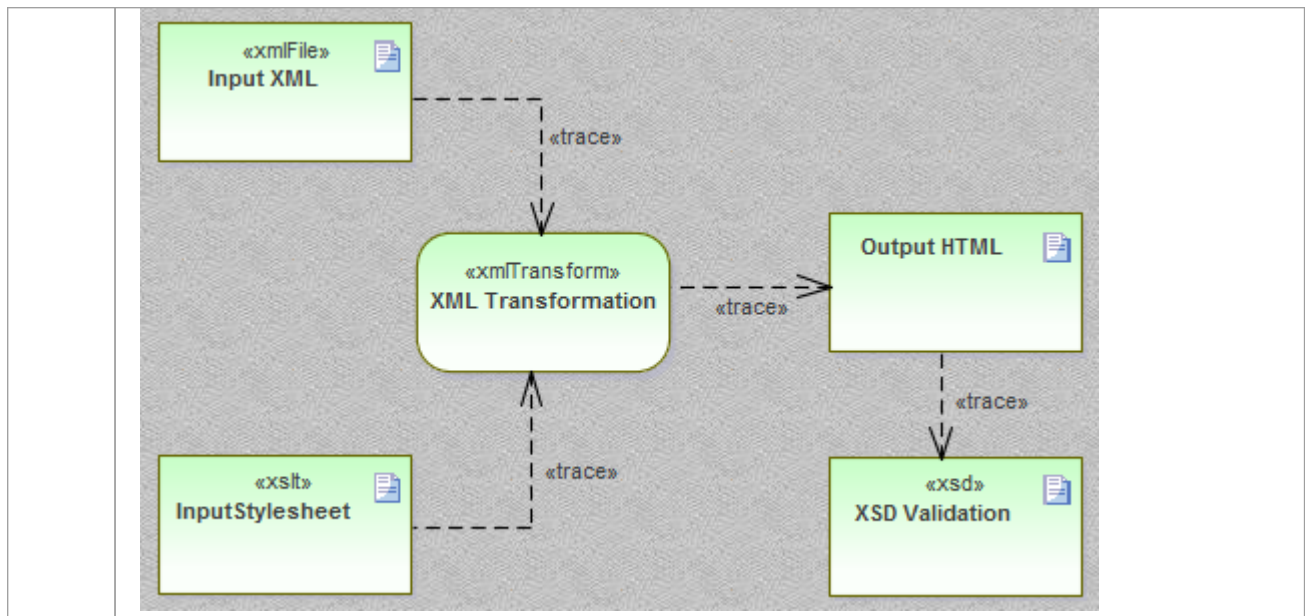 «xmlFile»
Input XML
«trace»
«xmlTransform»
XML Transformation
«trace»
Output HTML
«trace»
«xslt»
InputStylesheet
«trace»
«xsd»
XSD Validation